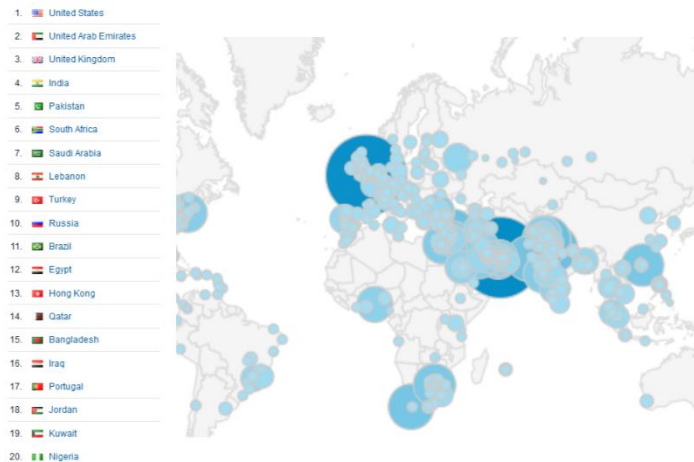 1. United States
2. United Arab Emirates
3. United Kingdom
4. India
5. Pakistan
6. South Africa
7. Saudi Arabia
8. Lebanon
9. Turkey
10. Russia
11. Brazil
12. Egypt
13. Hong Kong
14. Qatar
15. Bangladesh
16. Iraq
17. Portugal
18. Jordan
19. Kuwait
20. Nigeria